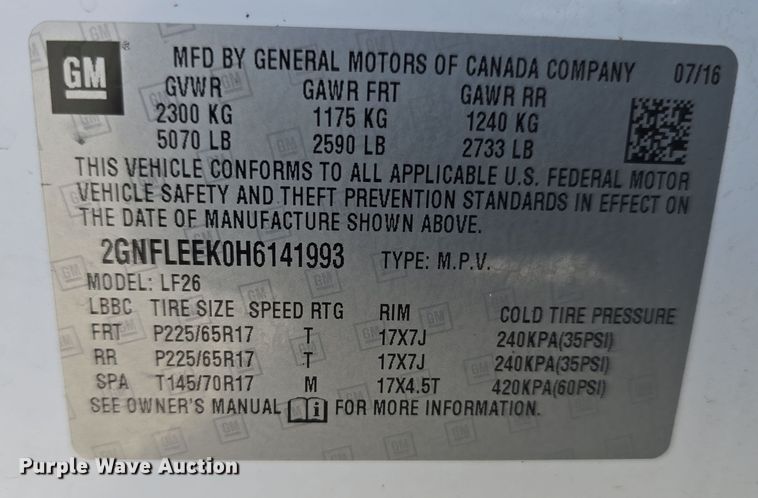 GM
MFD BY GENERAL MOTORS OF CANADA COMPANY 07/16
GVWR GAWR FRT GAWR RR
2300 KG 1175 KG 1240 KG
5070 LB 2590 LB 2733 LB
THIS VEHICLE CONFORMS TO ALL APPLICABLE U.S. FEDERAL MOTOR
VEHICLE SAFETY AND THEFT PREVENTION STANDARDS IN EFFECT ON
THE DATE OF MANUFACTURE SHOWN ABOVE.
2GNFLEEK0H6141993 TYPE: M.P.V.
MODEL: LF26
LBBC TIRE SIZE SPEED RTG RIM COLD TIRE PRESSURE
FRT P225/65R17 T 17X7J 240KPA(35PSI)
RR P225/65R17 T 17X7J 240KPA(35PSI)
SPA T145/70R17 M 17X4.5T 420KPA(60PSI)
SEE OWNER'S MANUAL i FOR MORE INFORMATION.
Purple Wave Auction